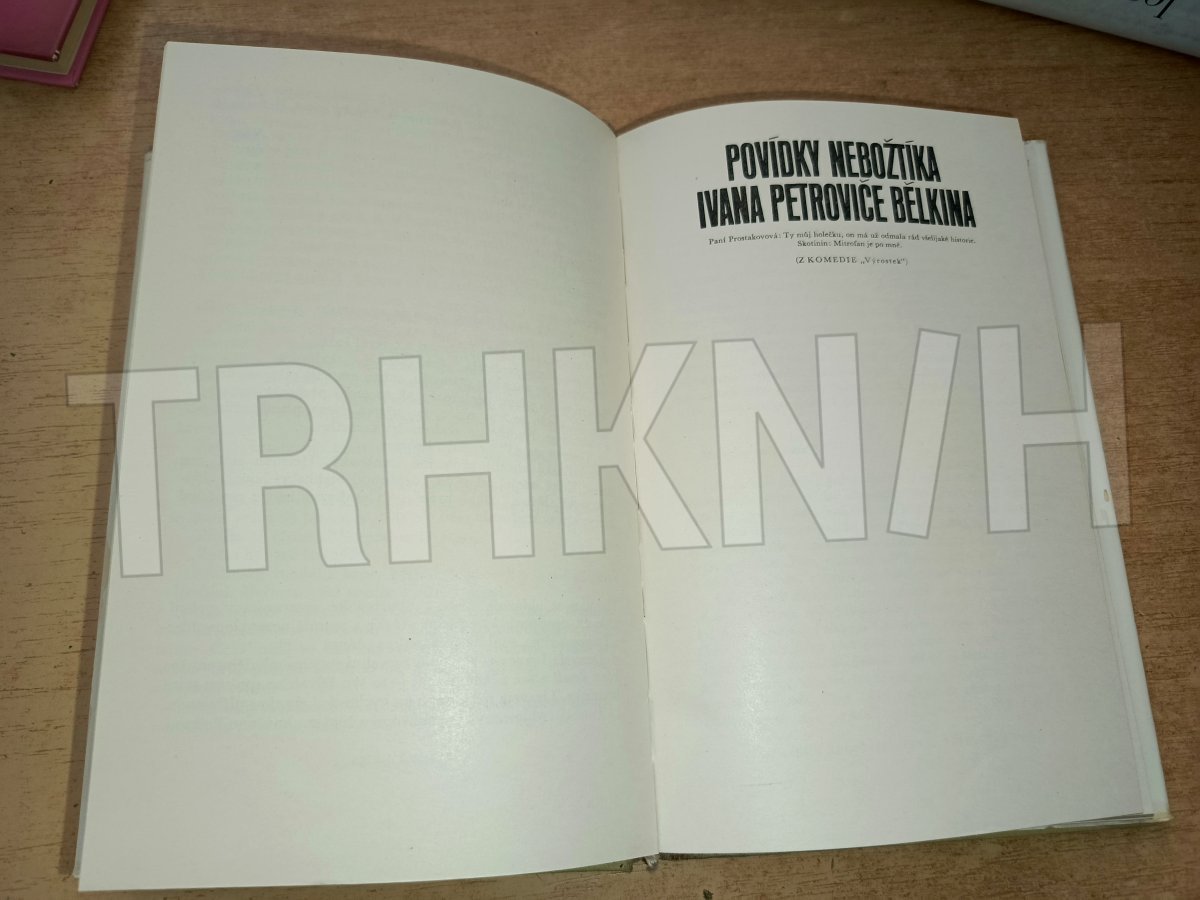 POVÍDKY NEBOŽTÍKA
IVANA PETROVIČE BĚLKINA
Paní Prostakovová: Ty můj holečku, on má už odmala rád všelijaké historie.
Skotinin: Mitrofan je po mně.
(Z KOMEDIE „Výrostek“)
TRHKNIH